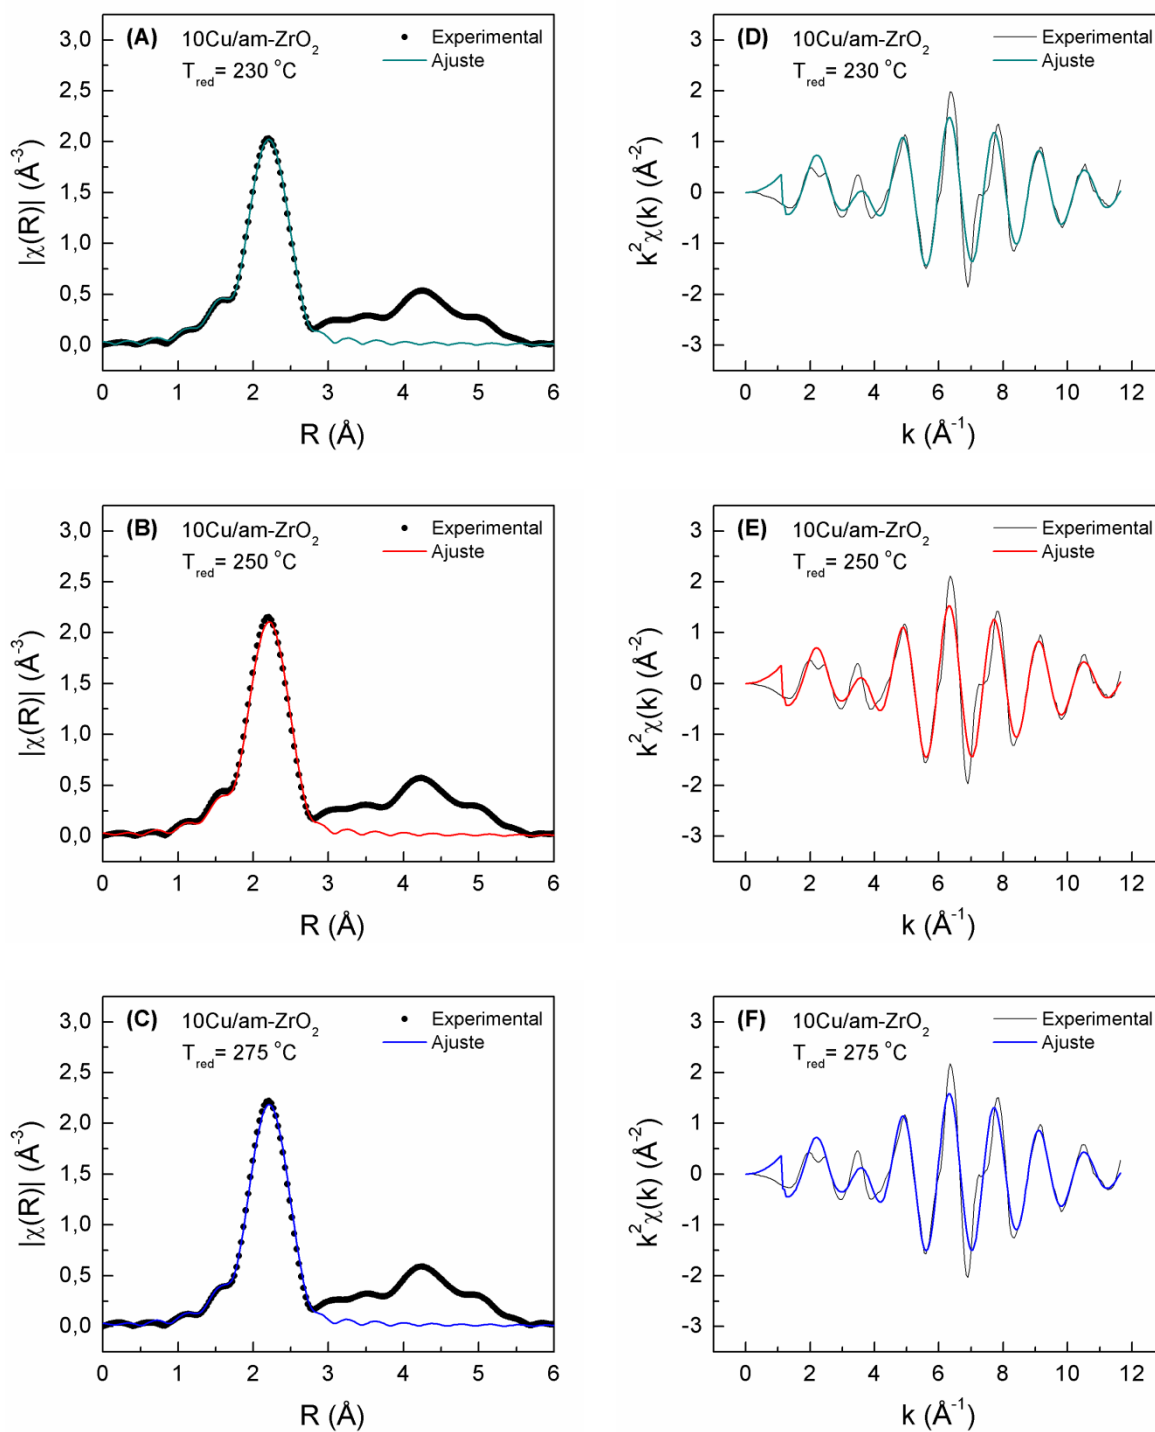 (A) 10Cu/am-ZrO₂ • Experimental
T_red= 230 °C — Ajuste
3,0
2,5
2,0
1,5
1,0
0,5
0,0
|χ(R)| (Å⁻³)
0 1 2 3 4 5 6
R (Å)
(D) 10Cu/am-ZrO₂ — Experimental
T_red= 230 °C — Ajuste
3
2
1
0
-1
-2
-3
k²χ(k) (Å⁻²)
0 2 4 6 8 10 12
k (Å⁻¹)
(B) 10Cu/am-ZrO₂ • Experimental
T_red= 250 °C — Ajuste
3,0
2,5
2,0
1,5
1,0
0,5
0,0
|χ(R)| (Å⁻³)
0 1 2 3 4 5 6
R (Å)
(E) 10Cu/am-ZrO₂ — Experimental
T_red= 250 °C — Ajuste
3
2
1
0
-1
-2
-3
k²χ(k) (Å⁻²)
0 2 4 6 8 10 12
k (Å⁻¹)
(C) 10Cu/am-ZrO₂ • Experimental
T_red= 275 °C — Ajuste
3,0
2,5
2,0
1,5
1,0
0,5
0,0
|χ(R)| (Å⁻³)
0 1 2 3 4 5 6
R (Å)
(F) 10Cu/am-ZrO₂ — Experimental
T_red= 275 °C — Ajuste
3
2
1
0
-1
-2
-3
k²χ(k) (Å⁻²)
0 2 4 6 8 10 12
k (Å⁻¹)